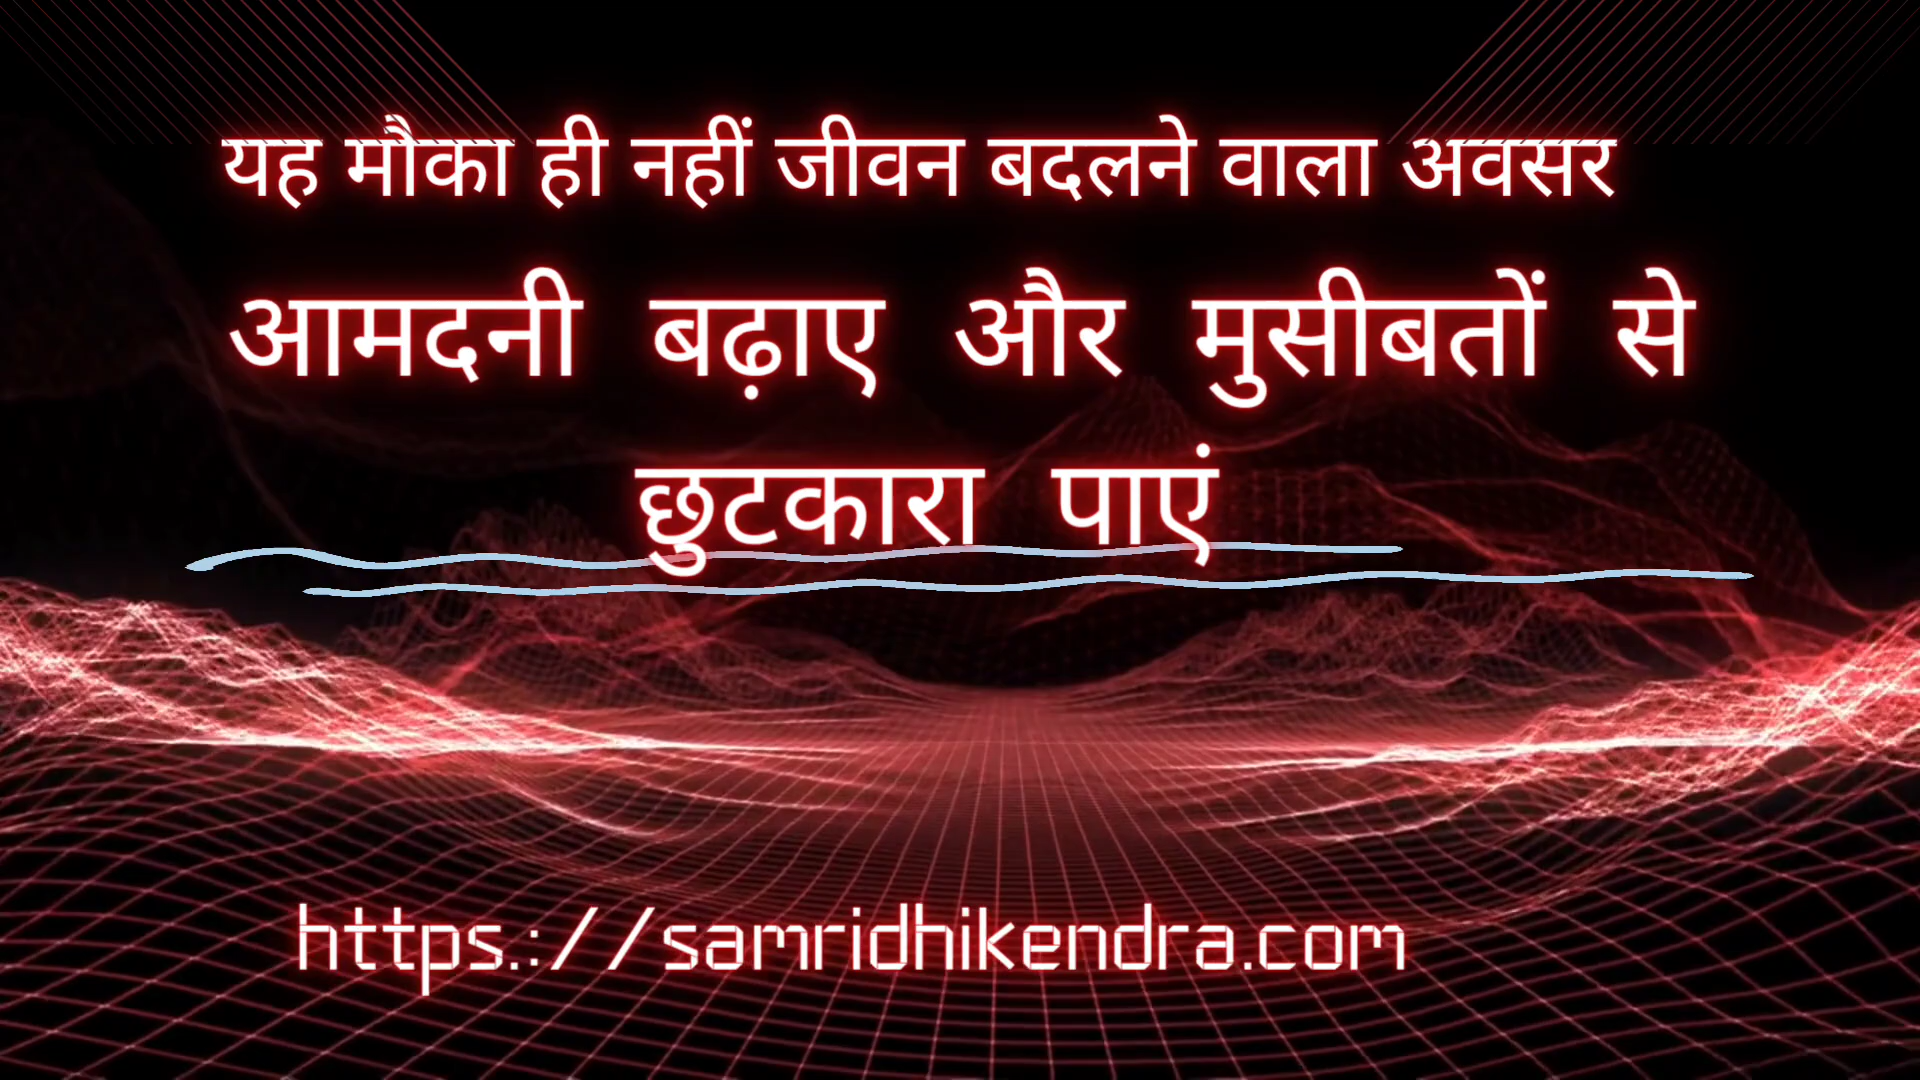 यह मौका ही नहीं जीवन बदलने वाला अवसर
आमदनी बढ़ाए और मुसीबतों से
छुटकारा पाएं
https.://samridhikendra.com